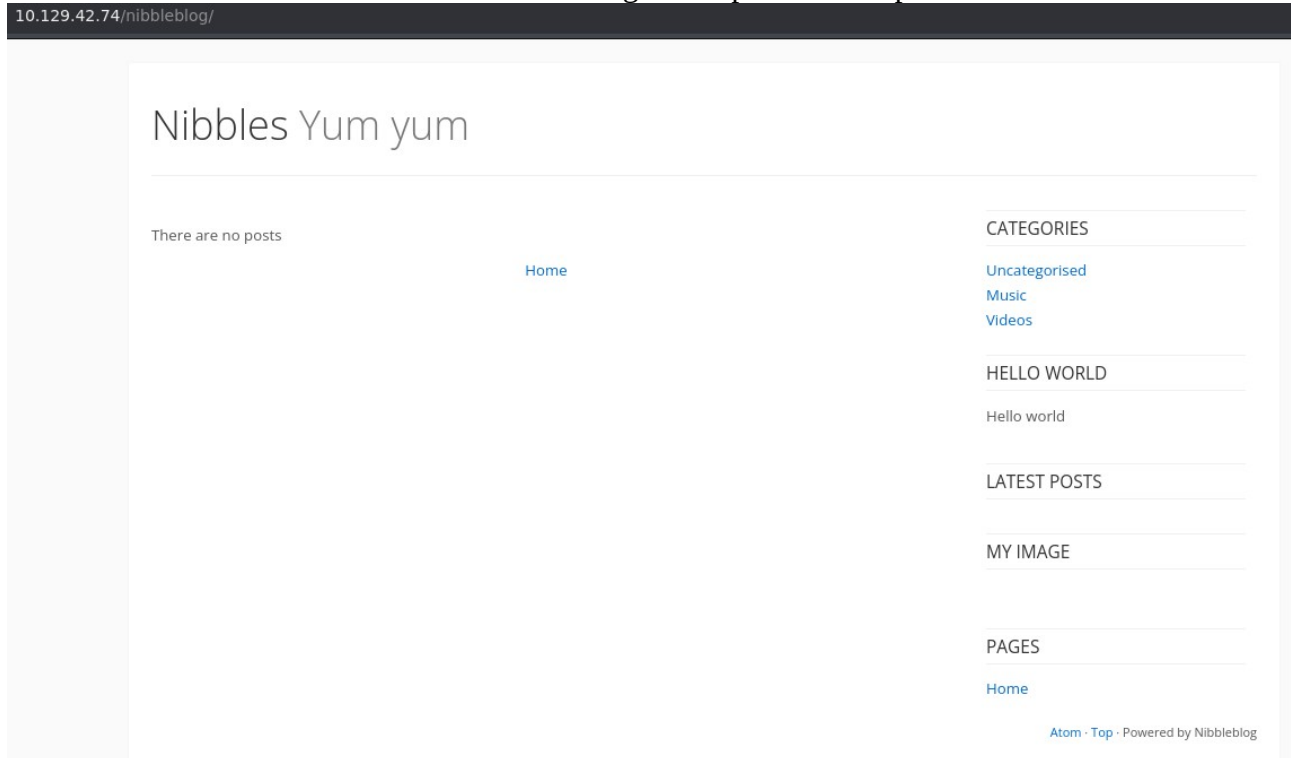 10.129.42.74/nibbleblog/
Nibbles Yum yum
There are no posts
Home
CATEGORIES
Uncategorised
Music
Videos
HELLO WORLD
Hello world
LATEST POSTS
MY IMAGE
PAGES
Home
Atom · Top · Powered by Nibbleblog